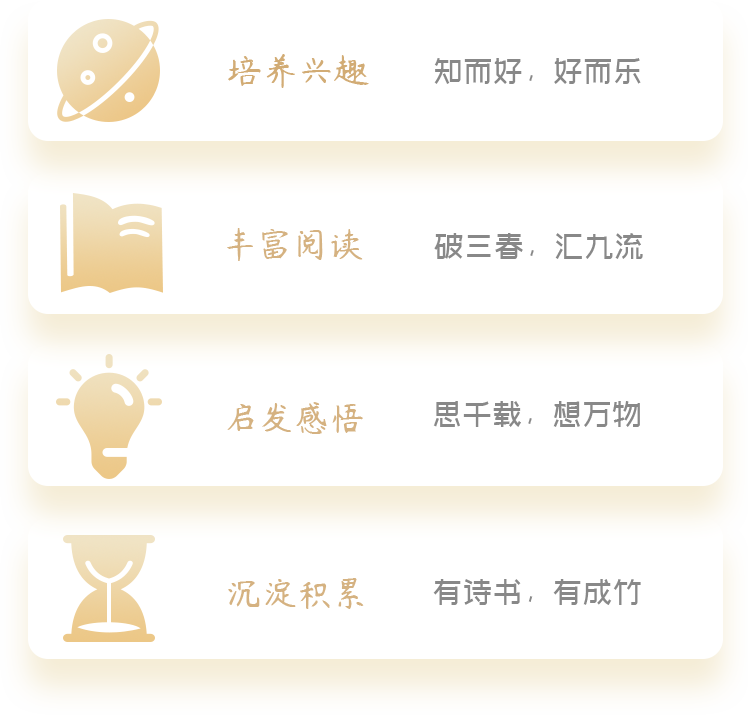 培养兴趣 知而好，好而乐
丰富阅读 破三春，汇九流
启发感悟 思千载，想万物
沉淀积累 有诗书，有成竹